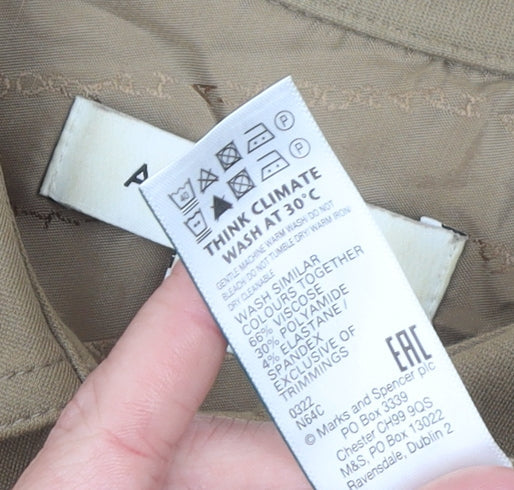 40
P
P
THINK CLIMATE
WASH AT 30°C
GENTLE MACHINE WARM WASH/ DO NOT
BLEACH/ DO NOT TUMBLE DRY/ WARM IRON/
DRY CLEANABLE
WASH SIMILAR
COLOURS TOGETHER
66% VISCOSE
30% POLYAMIDE
4% ELASTANE /
SPANDEX
EXCLUSIVE OF
TRIMMINGS
0322
N64C
EAC
© Marks and Spencer plc
PO Box 3339
Chester CH99 9QS
M&S, PO Box 13022
Ravensdale, Dublin 2